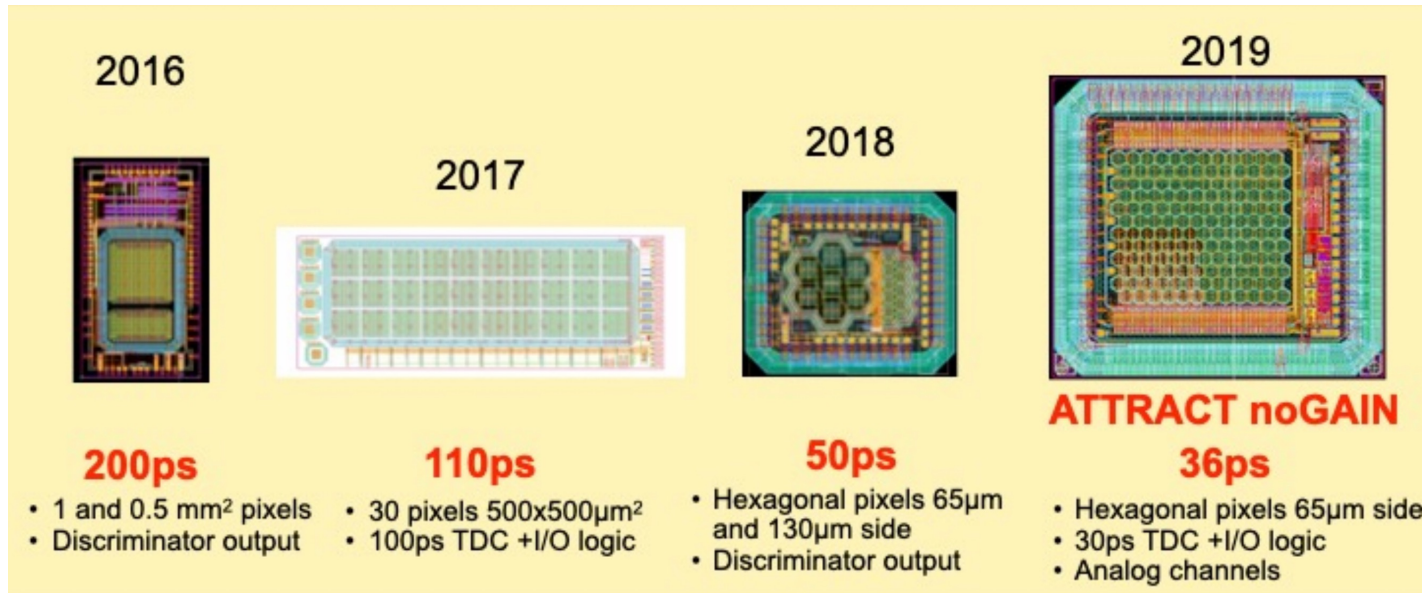 2016
200ps
• 1 and 0.5 mm² pixels
• Discriminator output
2017
110ps
• 30 pixels 500x500µm²
• 100ps TDC +I/O logic
2018
50ps
• Hexagonal pixels 65µm
and 130µm side
• Discriminator output
2019
ATTRACT noGAIN
36ps
• Hexagonal pixels 65µm side
• 30ps TDC +I/O logic
• Analog channels